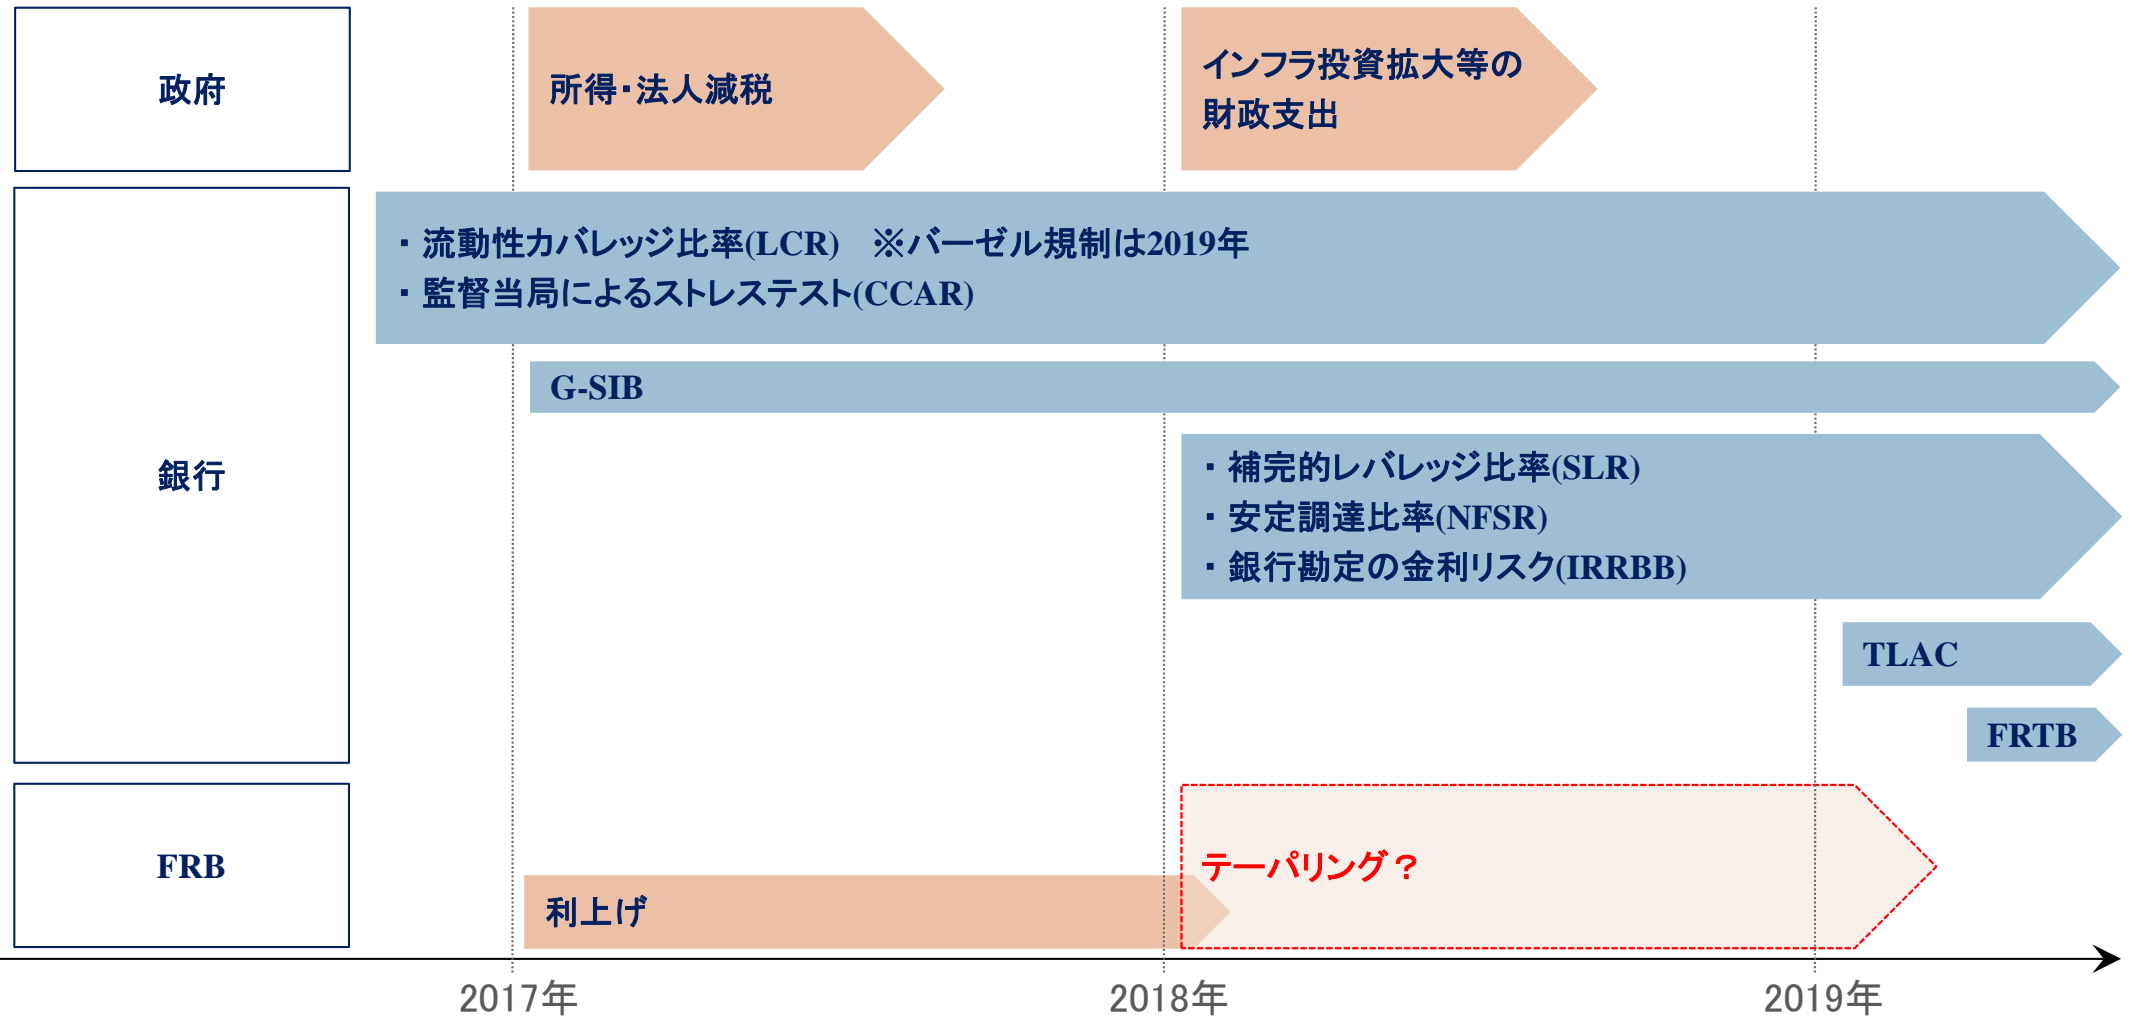 政府
所得・法人減税
インフラ投資拡大等の
財政支出
銀行
・流動性カバレッジ比率(LCR)　※バーゼル規制は2019年
・監督当局によるストレステスト(CCAR)
G-SIB
・補完的レバレッジ比率(SLR)
・安定調達比率(NFSR)
・銀行勘定の金利リスク(IRRBB)
TLAC
FRTB
FRB
テーパリング？
利上げ
2017年
2018年
2019年